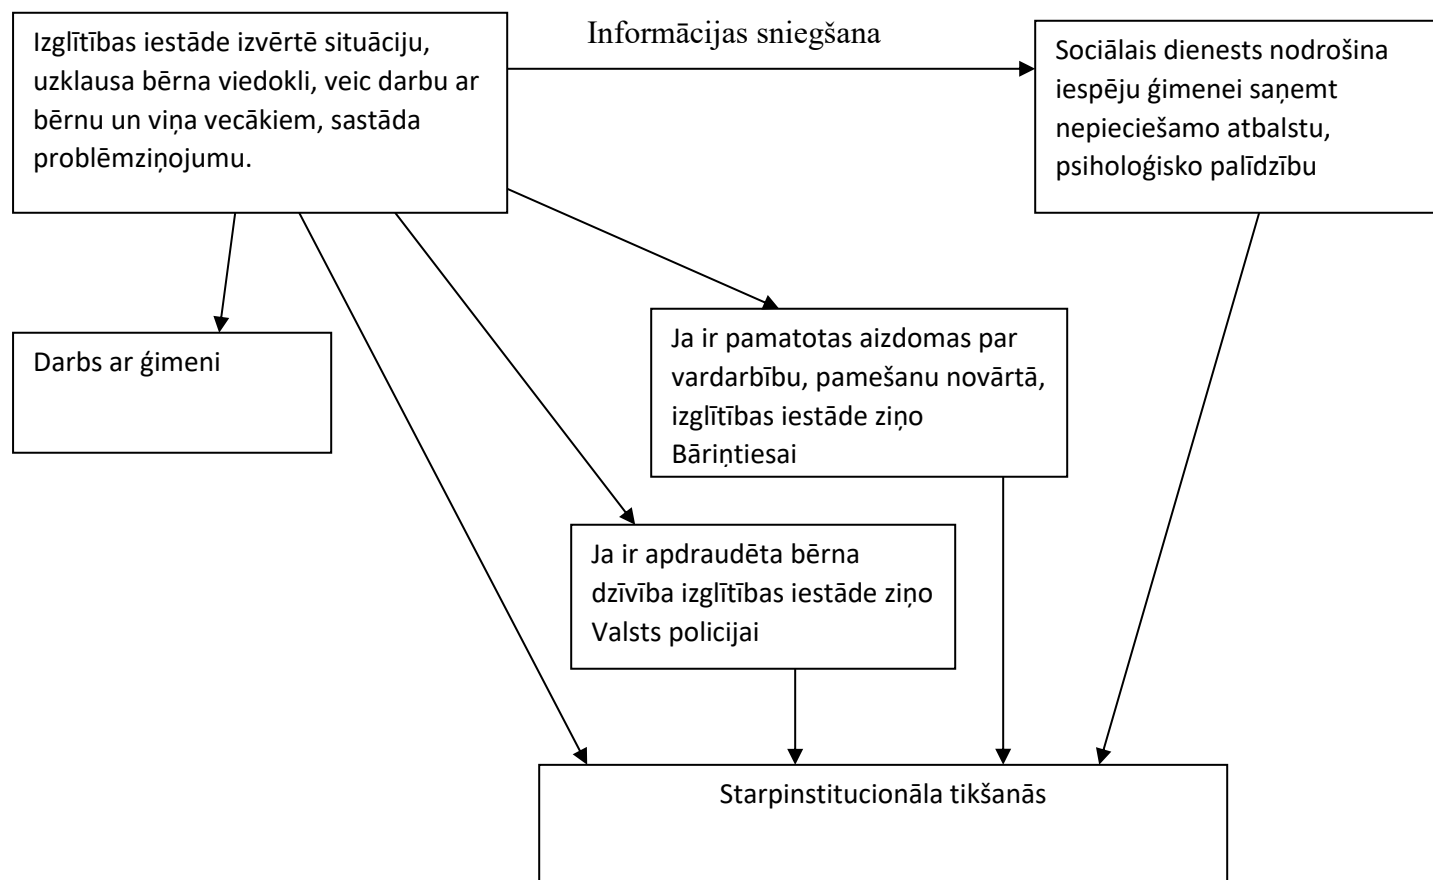 Izglītības iestāde izvērtē situāciju,
uzklausa bērna viedokli, veic darbu ar
bērnu un viņa vecākiem, sastāda
problēmziņojumu.
Informācijas sniegšana
Sociālais dienests nodrošina
iespēju ģimenei saņemt
nepieciešamo atbalstu,
psiholoģisko palīdzību
Darbs ar ģimeni
Ja ir pamatotas aizdomas par
vardarbību, pamešanu novārtā,
izglītības iestāde ziņo
Bāriņtiesai
Ja ir apdraudēta bērna
dzīvība izglītības iestāde ziņo
Valsts policijai
Starpinstitucionāla tikšanās